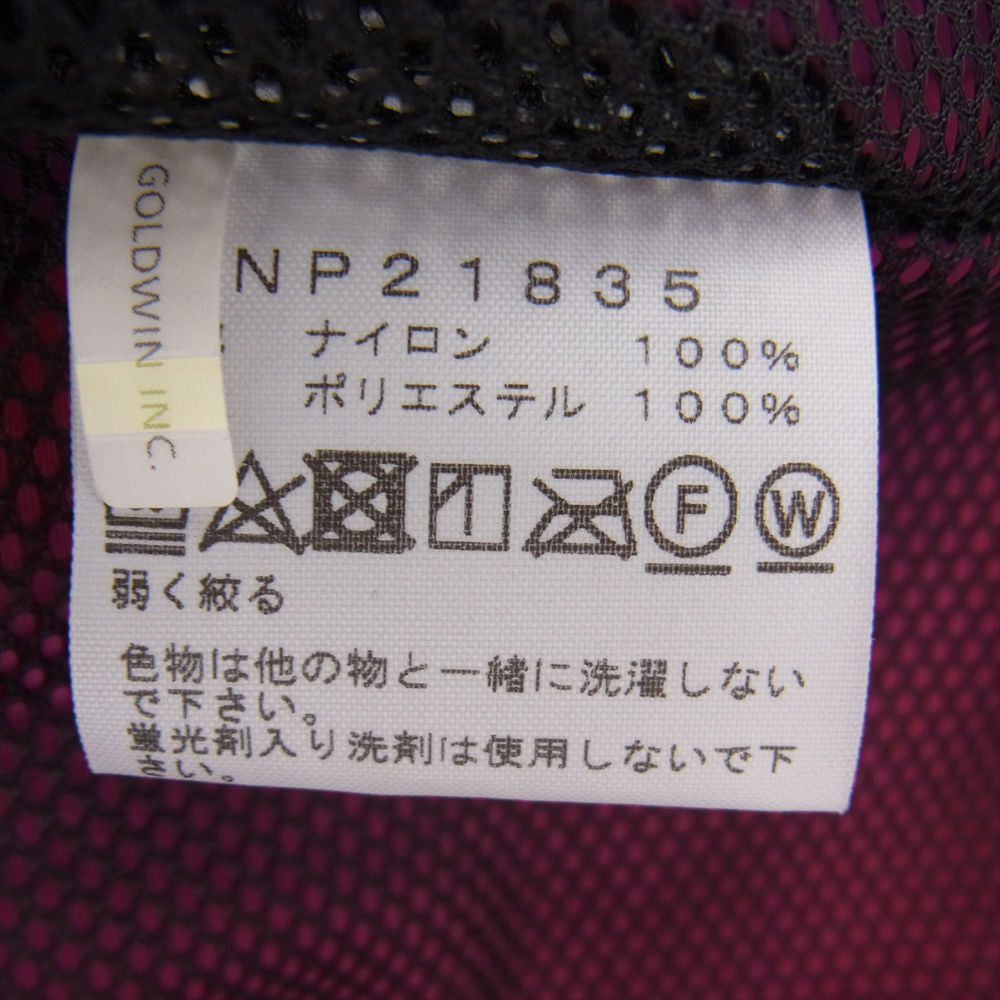 GOLDWIN INC.
NP21835
ナイロン 100%
ポリエステル 100%
F W
弱く絞る
色物は他の物と一緒に洗濯しない
で下さい。
蛍光剤入り洗剤は使用しないで下
さい。